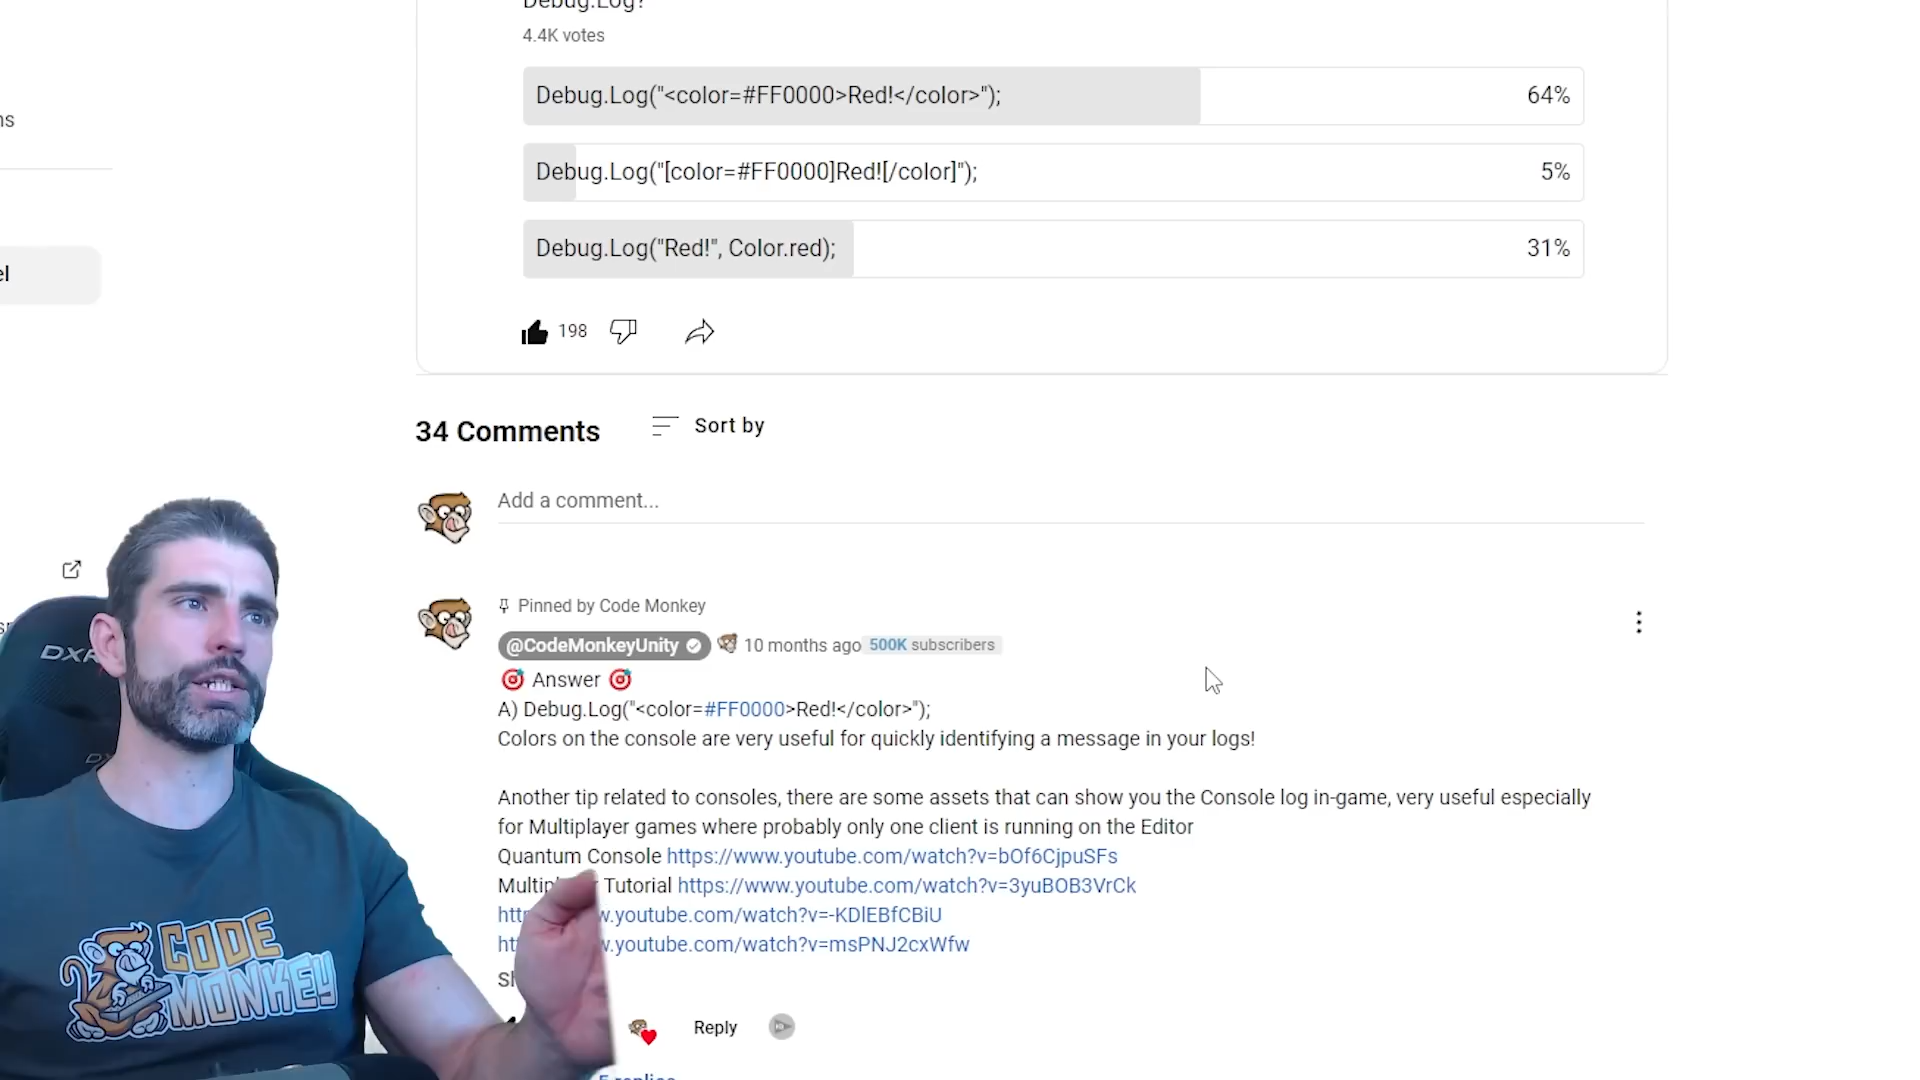 Debug.Log?
4.4K votes
Debug.Log("<color=#FF0000>Red!</color>");
64%
Debug.Log("[color=#FF0000]Red![/color]");
5%
Debug.Log("Red!", Color.red);
31%
198
34 Comments
Sort by
Add a comment...
Pinned by Code Monkey
@CodeMonkeyUnity
10 months ago
500K subscribers
Answer
A) Debug.Log("<color=#FF0000>Red!</color>");
Colors on the console are very useful for quickly identifying a message in your logs!
Another tip related to consoles, there are some assets that can show you the Console log in-game, very useful especially
for Multiplayer games where probably only one client is running on the Editor
Quantum Console https://www.youtube.com/watch?v=bOf6CjpuSFs
Tutorial https://www.youtube.com/watch?v=3yuBOB3VrCk
.youtube.com/watch?v=-KDlEBfCBiU
.youtube.com/watch?v=msPNJ2cxWfw
Reply
5 replies
CODE
MONKEY